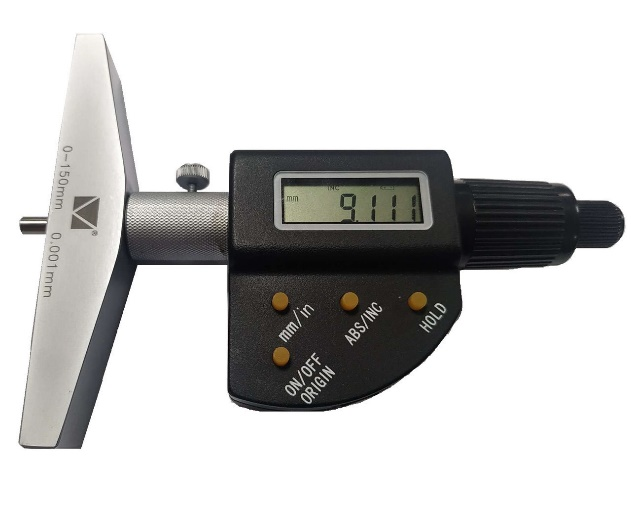 0-150mm 0.001mm
®
INC
mm
9.111
mm/in
ABS/INC
HOLD
ON/OFF
ORIGIN